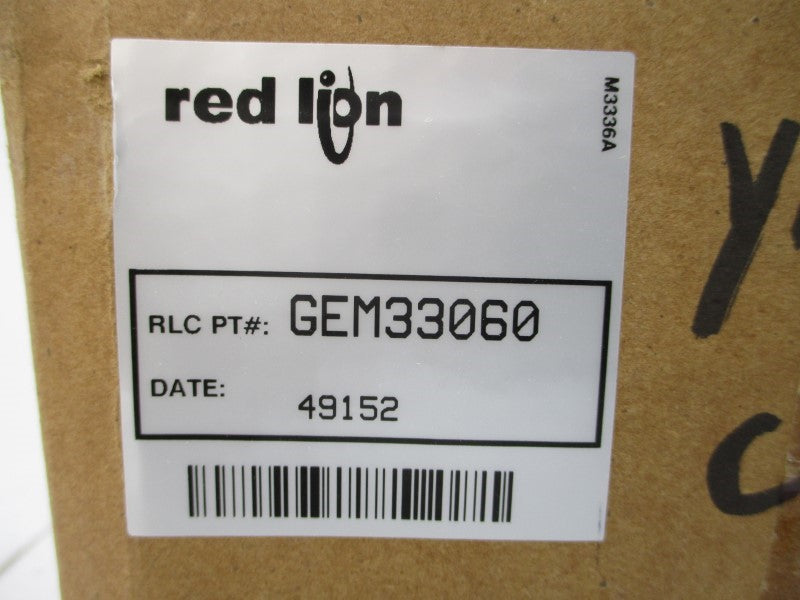 red lion
M3336A
RLC PT#: GEM33060
DATE: 49152